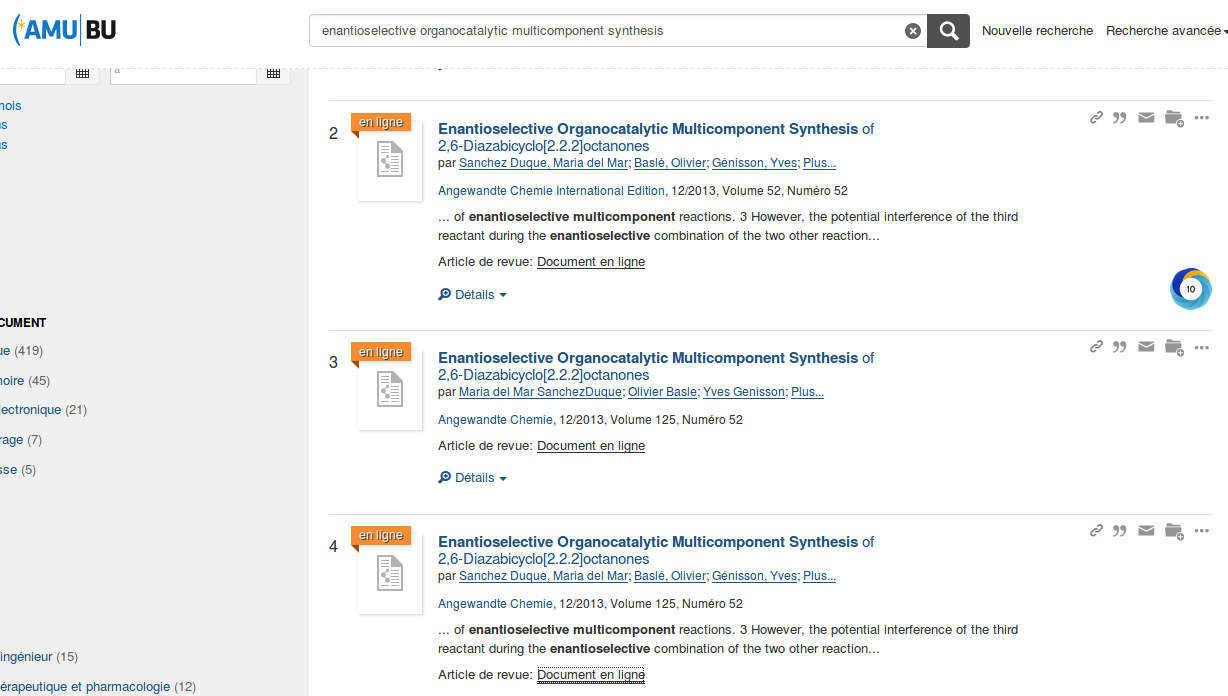 AMU BU
enantioselective organocatalytic multicomponent synthesis
Nouvelle recherche
Recherche avancée
à
mois
ns
ns
CUMENT
ue (419)
moire (45)
lectronique (21)
rage (7)
sse (5)
ingénieur (15)
érapeutique et pharmacologie (12)
2
en ligne
Enantioselective Organocatalytic Multicomponent Synthesis of
2,6-Diazabicyclo[2.2.2]octanones
par Sanchez Duque, Maria del Mar; Baslé, Olivier; Génisson, Yves; Plus...
Angewandte Chemie International Edition, 12/2013, Volume 52, Numéro 52
... of enantioselective multicomponent reactions. 3 However, the potential interference of the third
reactant during the enantioselective combination of the two other reaction...
Article de revue: Document en ligne
Détails
10
3
en ligne
Enantioselective Organocatalytic Multicomponent Synthesis of
2,6-Diazabicyclo[2.2.2]octanones
par Maria del Mar SanchezDuque; Olivier Basle; Yves Genisson; Plus...
Angewandte Chemie, 12/2013, Volume 125, Numéro 52
Article de revue: Document en ligne
Détails
4
en ligne
Enantioselective Organocatalytic Multicomponent Synthesis of
2,6-Diazabicyclo[2.2.2]octanones
par Sanchez Duque, Maria del Mar; Baslé, Olivier; Génisson, Yves; Plus...
Angewandte Chemie, 12/2013, Volume 125, Numéro 52
... of enantioselective multicomponent reactions. 3 However, the potential interference of the third
reactant during the enantioselective combination of the two other reaction...
Article de revue: Document en ligne